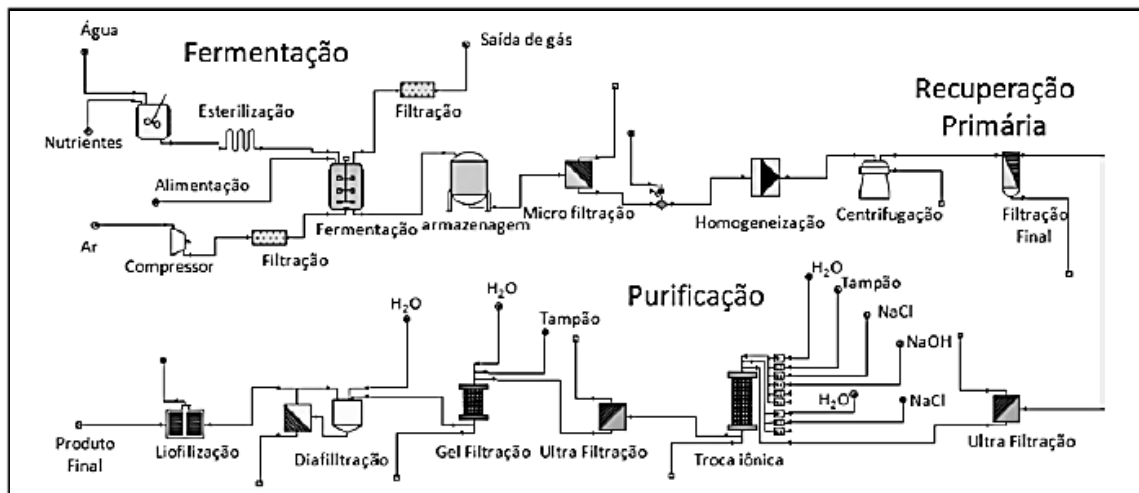 Água
Fermentação
Saída de gás
Recuperação
Primária
Esterilização
Filtração
Nutrientes
Alimentação
Micro filtração
Homogeneização
Centrifugação
Filtração
Final
armazenagem
Fermentação
Ar
Compressor
Filtração
Purificação
H₂O
Tampão
NaCl
NaOH
H₂O
NaCl
H₂O
H₂O
Tampão
Produto
Final
Liofilização
Diafilltração
Gel Filtração
Ultra Filtração
Troca iônica
Ultra Filtração